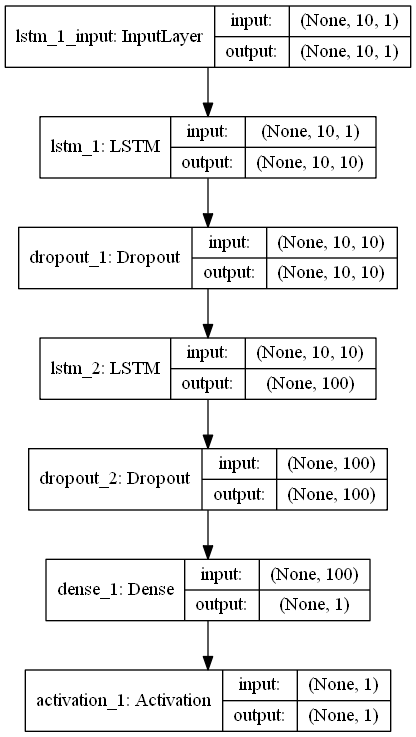 lstm_1_input: InputLayer
input: (None, 10, 1)
output: (None, 10, 1)
lstm_1: LSTM
input: (None, 10, 1)
output: (None, 10, 10)
dropout_1: Dropout
input: (None, 10, 10)
output: (None, 10, 10)
lstm_2: LSTM
input: (None, 10, 10)
output: (None, 100)
dropout_2: Dropout
input: (None, 100)
output: (None, 100)
dense_1: Dense
input: (None, 100)
output: (None, 1)
activation_1: Activation
input: (None, 1)
output: (None, 1)